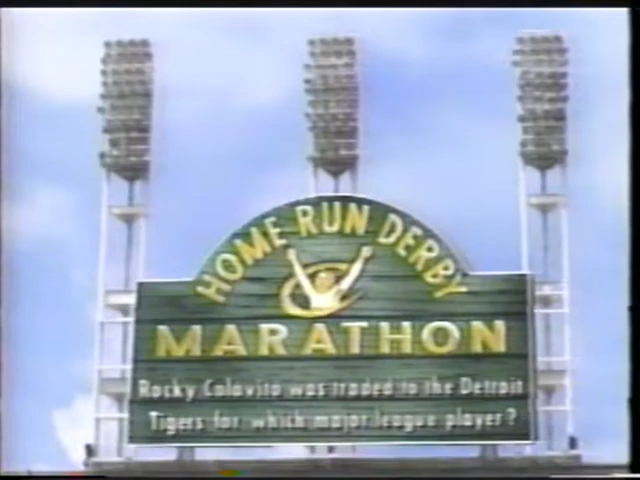 HOME RUN DERBY
MARATHON
Rocky Colavito was traded to the Detroit
Tigers for which major league player?